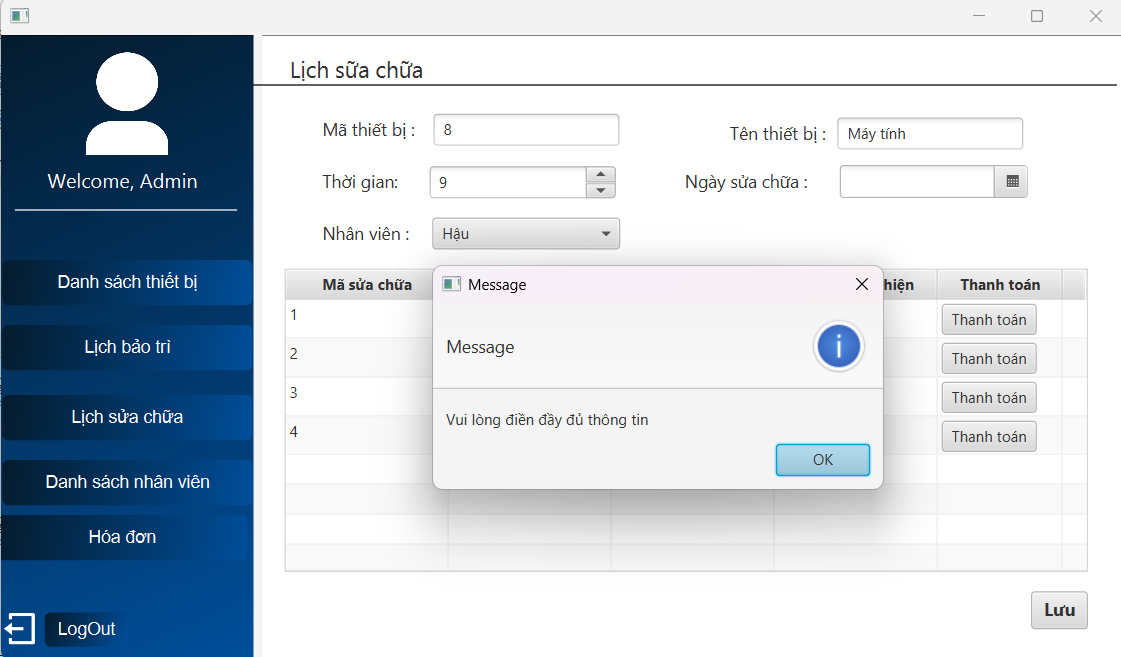 Welcome, Admin
Danh sách thiết bị
Lịch bảo trì
Lịch sửa chữa
Danh sách nhân viên
Hóa đơn
LogOut
Lịch sữa chữa
Mã thiết bị : 8
Tên thiết bị : Máy tính
Thời gian: 9
Ngày sửa chữa :
Nhân viên : Hậu
Mã sửa chữa hiện Thanh toán
1 Thanh toán
2 Thanh toán
3 Thanh toán
4 Thanh toán
Message
Message
Vui lòng điền đầy đủ thông tin
OK
Lưu